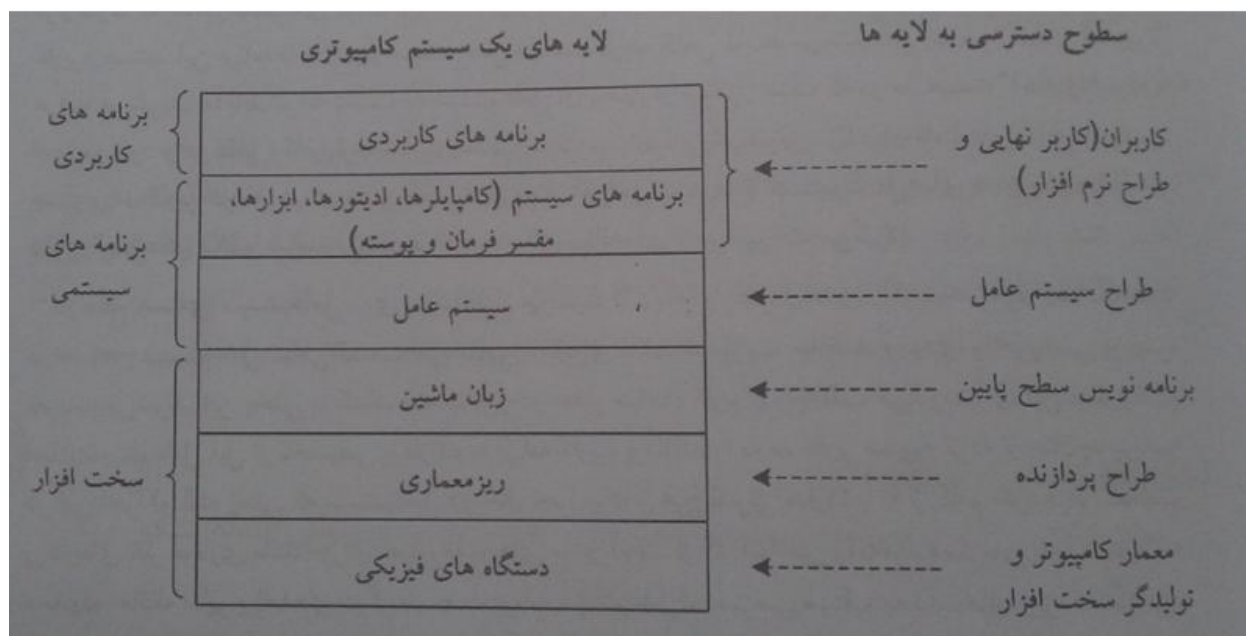 سطوح دسترسی به لایه ها
لایه های یک سیستم کامپیوتری
کاربران(کاربر نهایی و
طراح نرم افزار)
برنامه های کاربردی
برنامه های
کاربردی
برنامه های سیستم (کامپایلرها، ادیتورها، ابزارها،
مفسر فرمان و پوسته)
برنامه های
سیستمی
طراح سیستم عامل
سیستم عامل
برنامه نویس سطح پایین
زبان ماشین
طراح پردازنده
ریزمعماری
سخت افزار
معمار کامپیوتر و
تولیدگر سخت افزار
دستگاه های فیزیکی